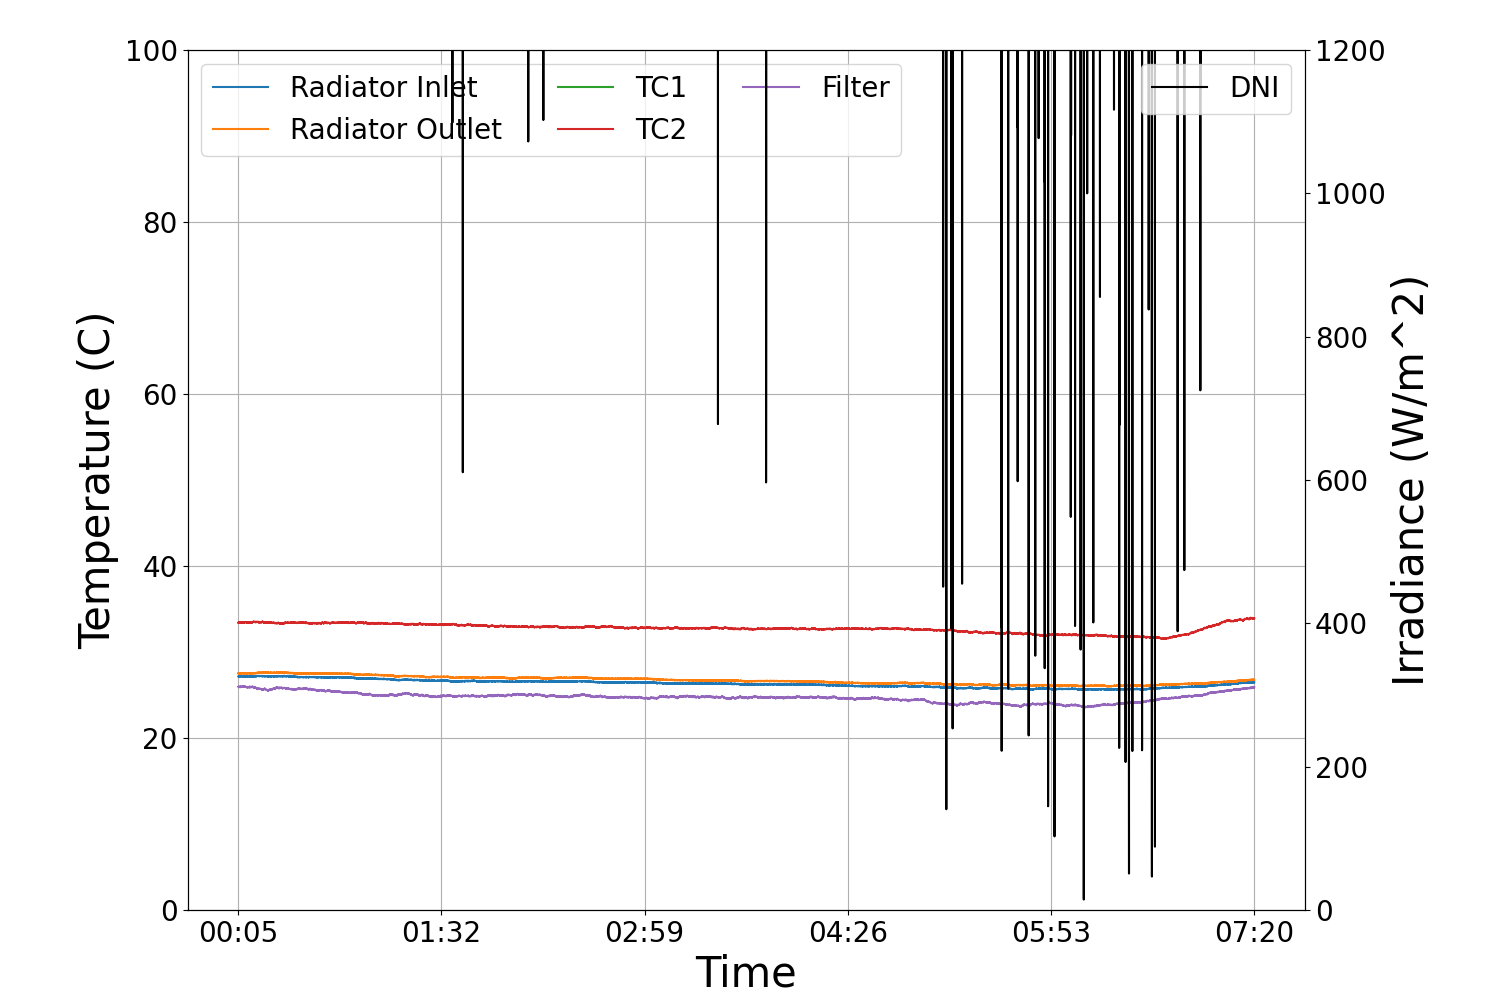 100
80
60
40
20
0
Temperature (C)
Radiator Inlet
Radiator Outlet
TC1
TC2
Filter
DNI
1200
1000
800
600
400
200
0
Irradiance (W/m^2)
00:05 01:32 02:59 04:26 05:53 07:20
Time